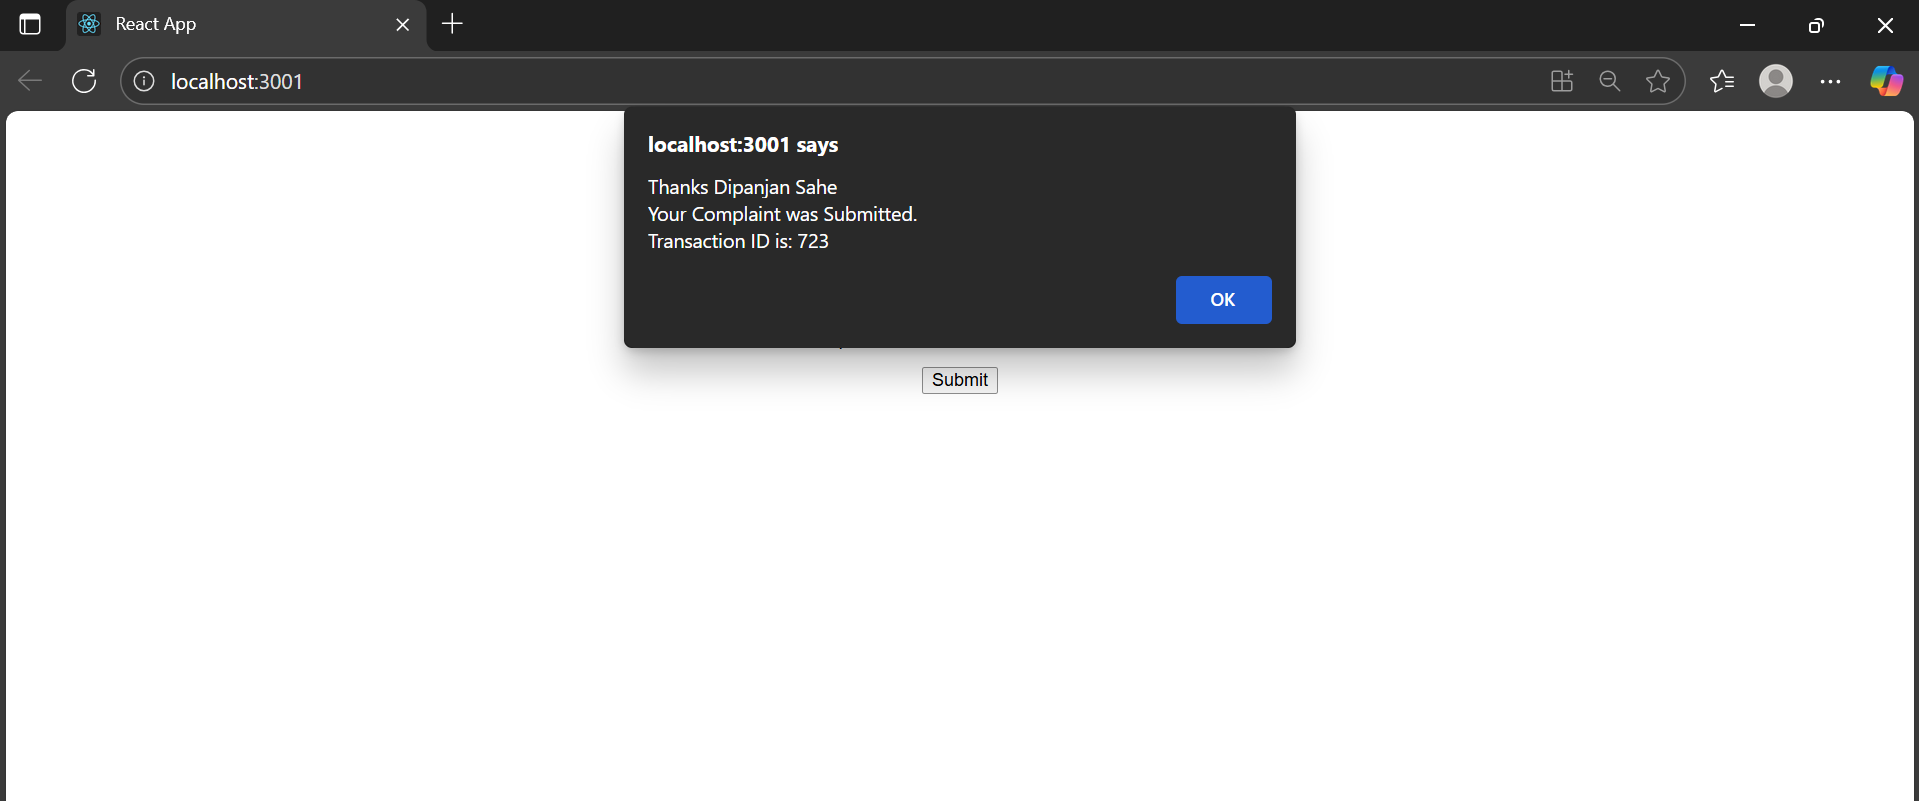 React App
localhost:3001
localhost:3001 says
Thanks Dipanjan Sahe
Your Complaint was Submitted.
Transaction ID is: 723
OK
Submit